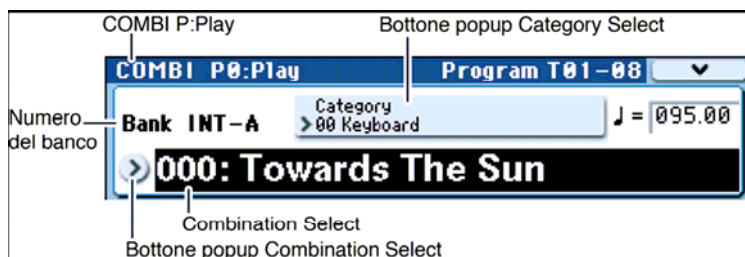 COMBI P:Play
Bottone popup Category Select
COMBI P0:Play Program T01-08
Numero del banco
Bank INT-A
Category
00 Keyboard
♩ = 095.00
000: Towards The Sun
Combination Select
Bottone popup Combination Select